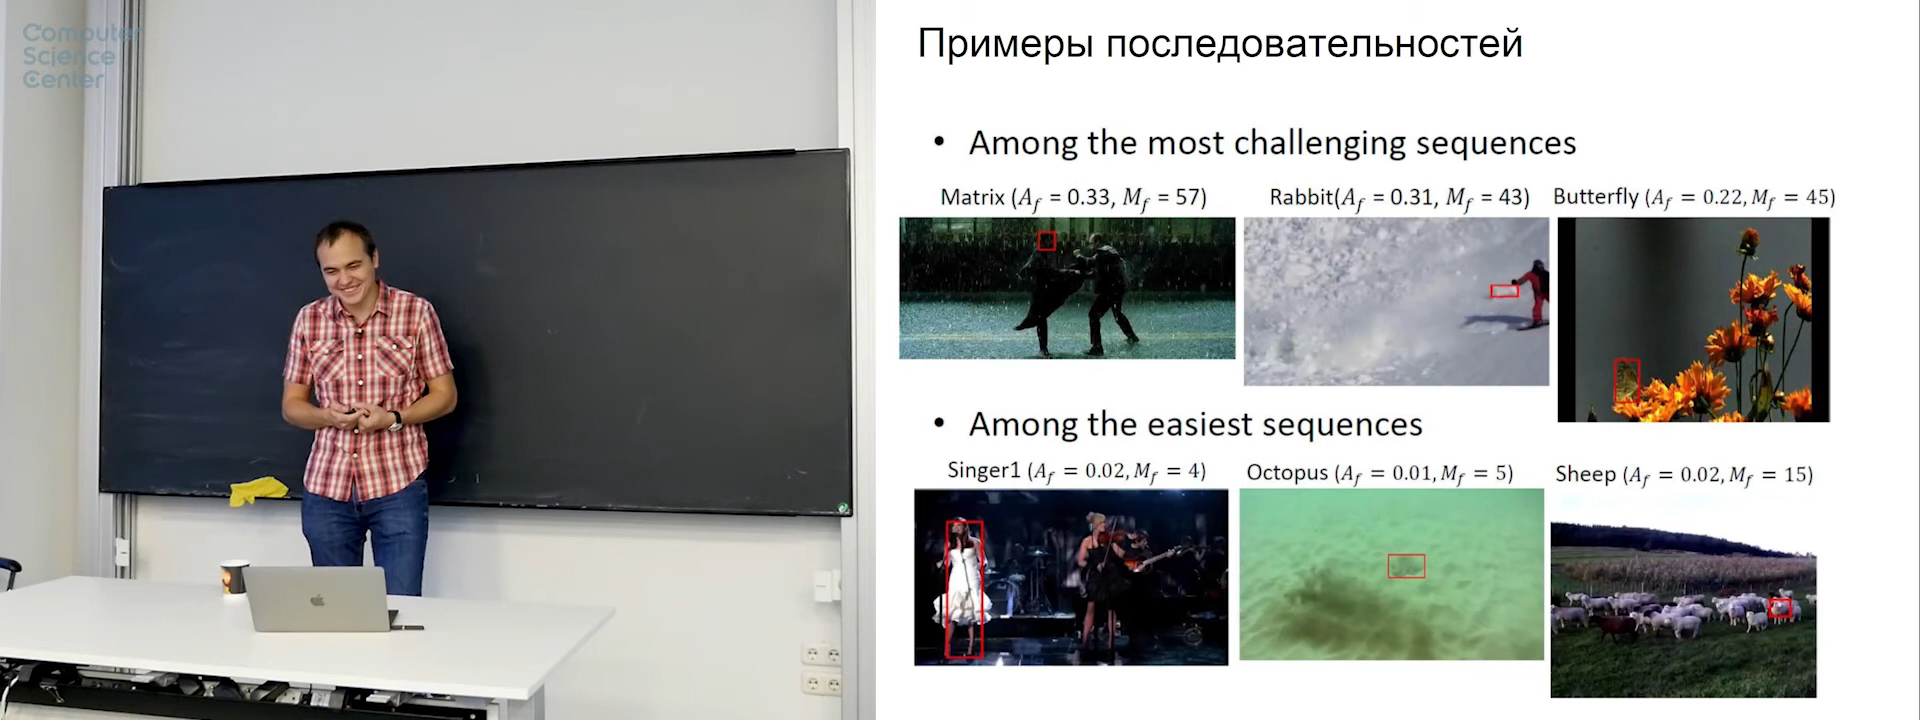 Computer
Science
Center
Примеры последовательностей
• Among the most challenging sequences
Matrix (A_f = 0.33, M_f = 57)
Rabbit(A_f = 0.31, M_f = 43)
Butterfly (A_f = 0.22, M_f = 45)
• Among the easiest sequences
Singer1 (A_f = 0.02, M_f = 4)
Octopus (A_f = 0.01, M_f = 5)
Sheep (A_f = 0.02, M_f = 15)